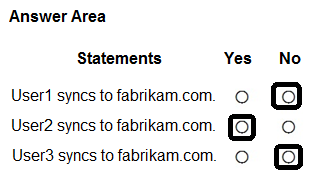 Answer Area
Statements Yes No
User1 syncs to fabrikam.com.
User2 syncs to fabrikam.com.
User3 syncs to fabrikam.com.